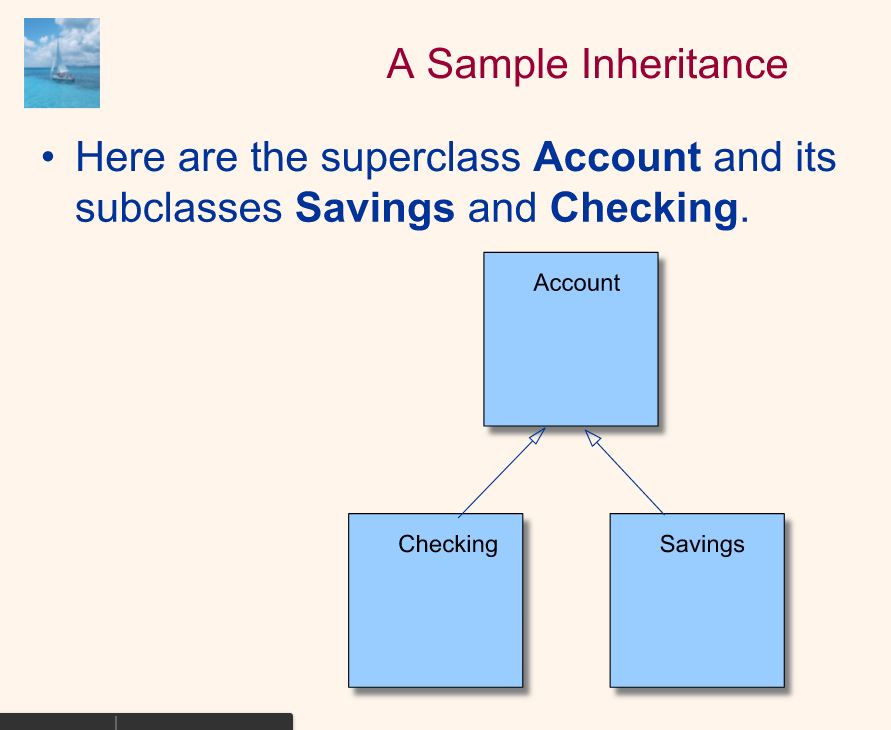 A Sample Inheritance
• Here are the superclass Account and its
subclasses Savings and Checking.
Account
Checking
Savings